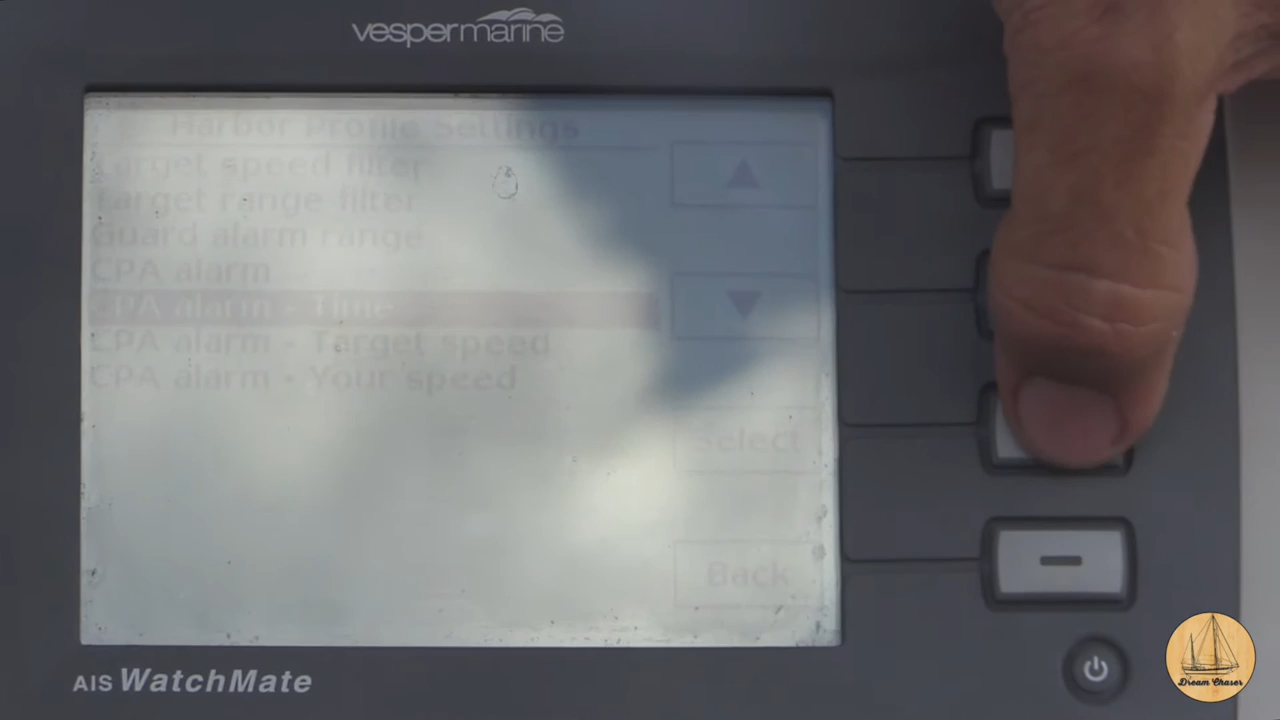 vespermarine
Harbor Profile Settings
Target speed filter
Target range filter
Guard alarm range
CPA alarm
CPA alarm - Time
CPA alarm - Target speed
CPA alarm - Your speed
Select
Back
AIS WatchMate
Dream Chaser